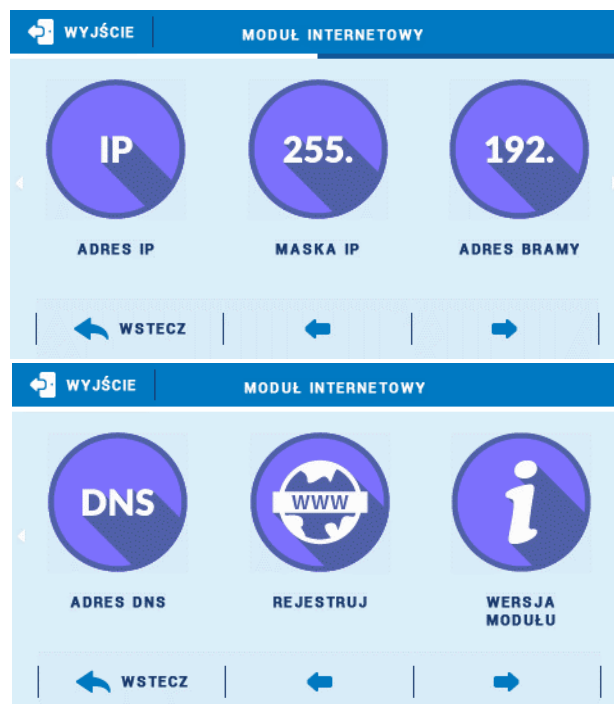 WYJŚCIE MODUŁ INTERNETOWY
IP 255. 192.
ADRES IP MASKA IP ADRES BRAMY
WSTECZ
WYJŚCIE MODUŁ INTERNETOWY
DNS WWW i
ADRES DNS REJESTRUJ WERSJA
MODUŁU
WSTECZ